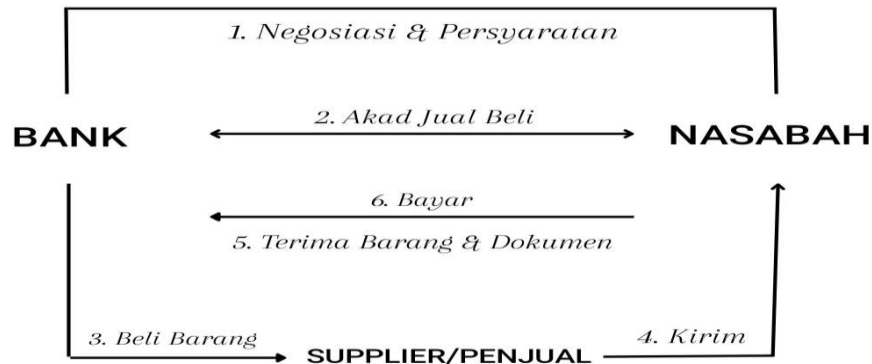 1. Negosiasi & Persyaratan
2. Akad Jual Beli
BANK
NASABAH
6. Bayar
5. Terima Barang & Dokumen
3. Beli Barang
4. Kirim
SUPPLIER/PENJUAL